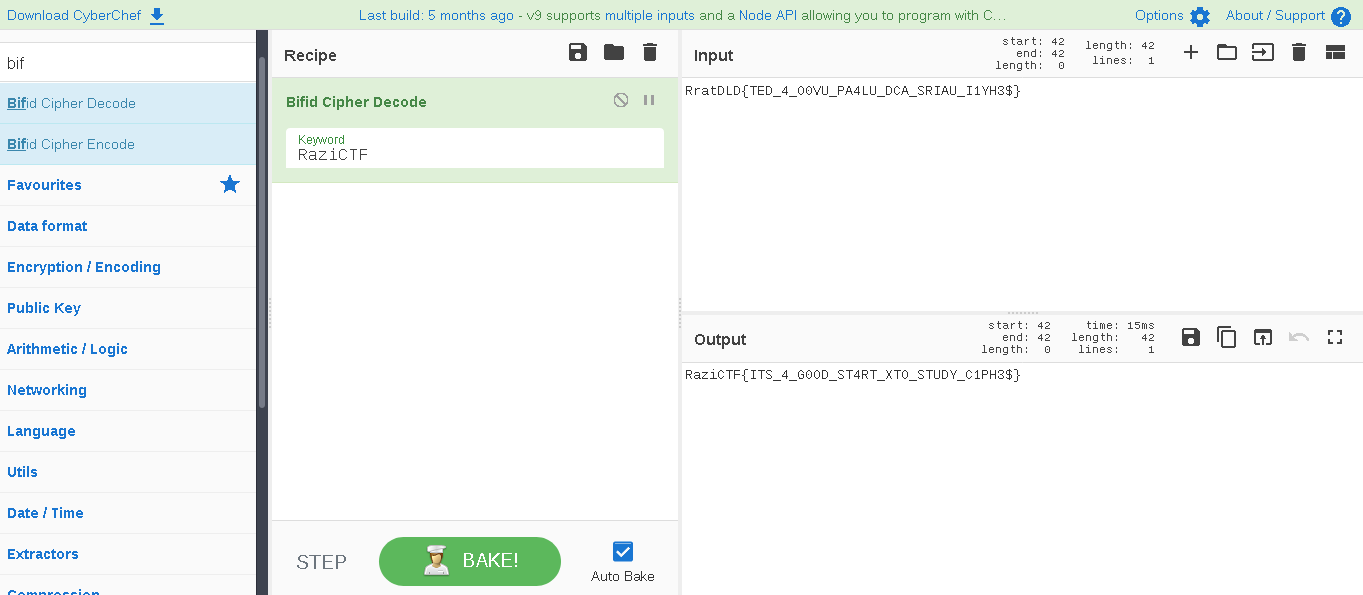 Download CyberChef
Last build: 5 months ago - v9 supports multiple inputs and a Node API allowing you to program with C…
Options
About / Support
bif
Bifid Cipher Decode
Bifid Cipher Encode
Favourites
Data format
Encryption / Encoding
Public Key
Arithmetic / Logic
Networking
Language
Utils
Date / Time
Extractors
Compression
Recipe
Bifid Cipher Decode
Keyword
RaziCTF
STEP
BAKE!
Auto Bake
Input
start: 42
end: 42
length: 0
length: 42
lines: 1
RratDLD{TED_4_O0VU_PA4LU_DCA_SRIAU_I1YH3$}
Output
start: 42
end: 42
length: 0
time: 15ms
length: 42
lines: 1
RaziCTF{ITS_4_G0OD_ST4RT_XTO_STUDY_C1PH3$}